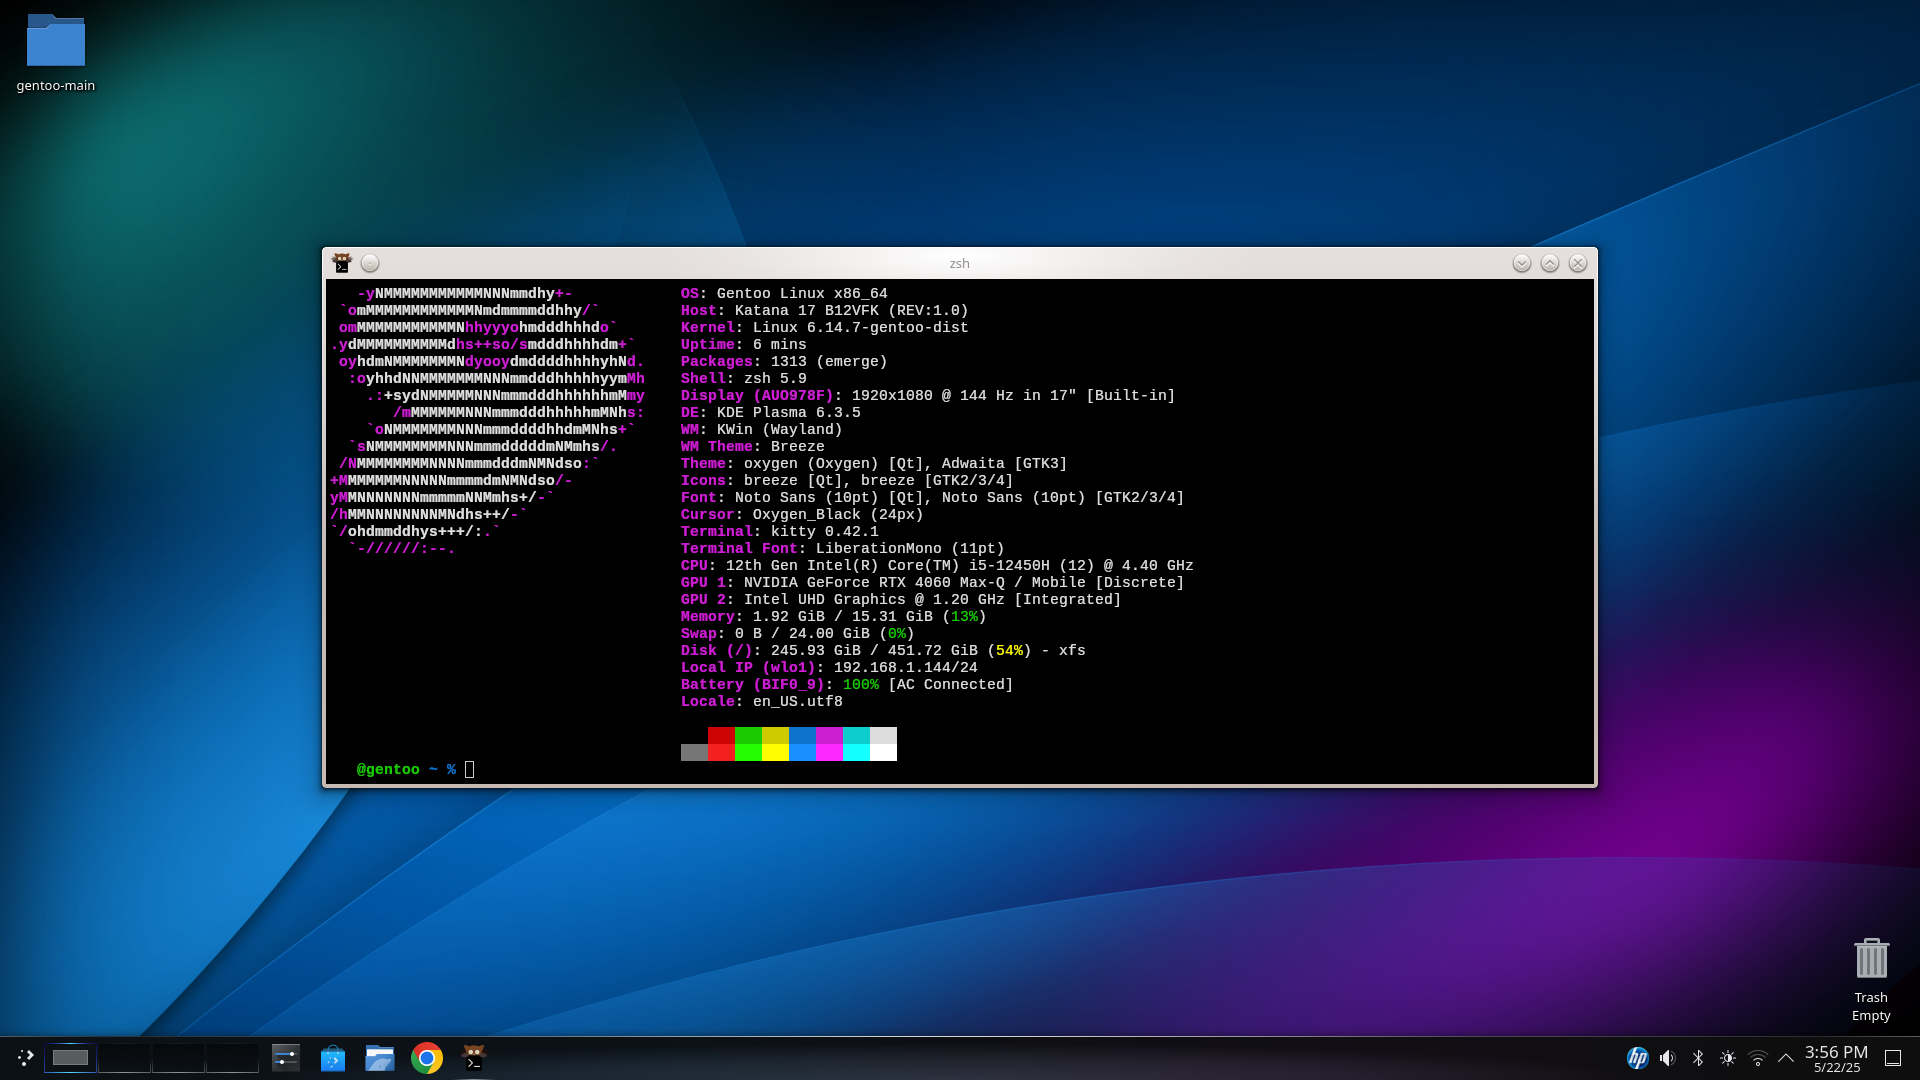 gentoo-main
zsh
-yNMMMMMMMMMMMNNNmmdhy+-
`omMMMMMMMMMMMMNmdmmmmddhhy/`
omMMMMMMMMMMMNhhyyyohmdddhhhdo`
.ydMMMMMMMMMMdhs++so/smdddhhhhdm+`
oyhdmNMMMMMMMNdyooydmddddhhhhyhNd.
:oyhhdNNMMMMMMMNNNmmdddhhhhhyymMh
.:+sydNMMMMMNNNmmmdddhhhhhhmMmy
/mMMMMMMNNNmmmdddhhhhhmMNhs:
`oNMMMMMMMNNNmmmddddhhdmMNhs+`
`sNMMMMMMMMNNNmmmdddddmNMmhs/.
/NMMMMMMMMNNNNmmmdddmNMNdso:`
+MMMMMMMNNNNNmmmmdmNMNdso/-
yMMNNNNNNNmmmmmNNMmhs+/-`
/hMMNNNNNNNNMNdhs++/-`
`/ohdmmddhys+++/:.`
`-//////:--.
OS: Gentoo Linux x86_64
Host: Katana 17 B12VFK (REV:1.0)
Kernel: Linux 6.14.7-gentoo-dist
Uptime: 6 mins
Packages: 1313 (emerge)
Shell: zsh 5.9
Display (AUO978F): 1920x1080 @ 144 Hz in 17" [Built-in]
DE: KDE Plasma 6.3.5
WM: KWin (Wayland)
WM Theme: Breeze
Theme: oxygen (Oxygen) [Qt], Adwaita [GTK3]
Icons: breeze [Qt], breeze [GTK2/3/4]
Font: Noto Sans (10pt) [Qt], Noto Sans (10pt) [GTK2/3/4]
Cursor: Oxygen_Black (24px)
Terminal: kitty 0.42.1
Terminal Font: LiberationMono (11pt)
CPU: 12th Gen Intel(R) Core(TM) i5-12450H (12) @ 4.40 GHz
GPU 1: NVIDIA GeForce RTX 4060 Max-Q / Mobile [Discrete]
GPU 2: Intel UHD Graphics @ 1.20 GHz [Integrated]
Memory: 1.92 GiB / 15.31 GiB (13%)
Swap: 0 B / 24.00 GiB (0%)
Disk (/): 245.93 GiB / 451.72 GiB (54%) - xfs
Local IP (wlo1): 192.168.1.144/24
Battery (BIF0_9): 100% [AC Connected]
Locale: en_US.utf8
@gentoo ~ %
Trash
Empty
hp
3:56 PM
5/22/25